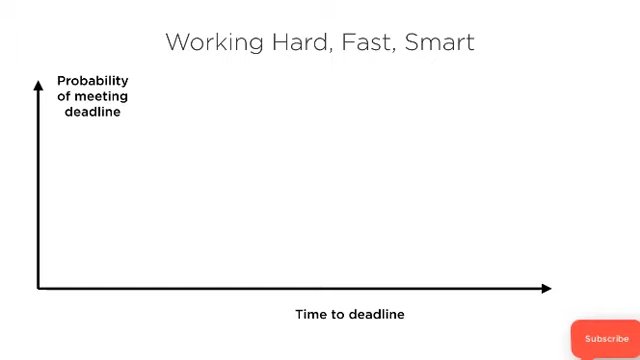 Working Hard, Fast, Smart
Probability
of meeting
deadline
Time to deadline
Subscribe